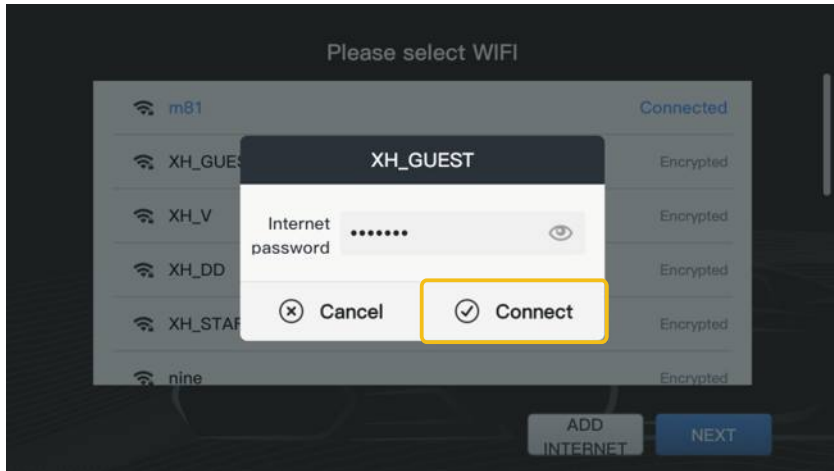 Please select WIFI
m81 Connected
XH_GUES Encrypted
XH_GUEST
XH_V Encrypted
Internet
password •••••••
XH_DD Encrypted
Cancel Connect
XH_STAR Encrypted
nine Encrypted
ADD
INTERNET
NEXT